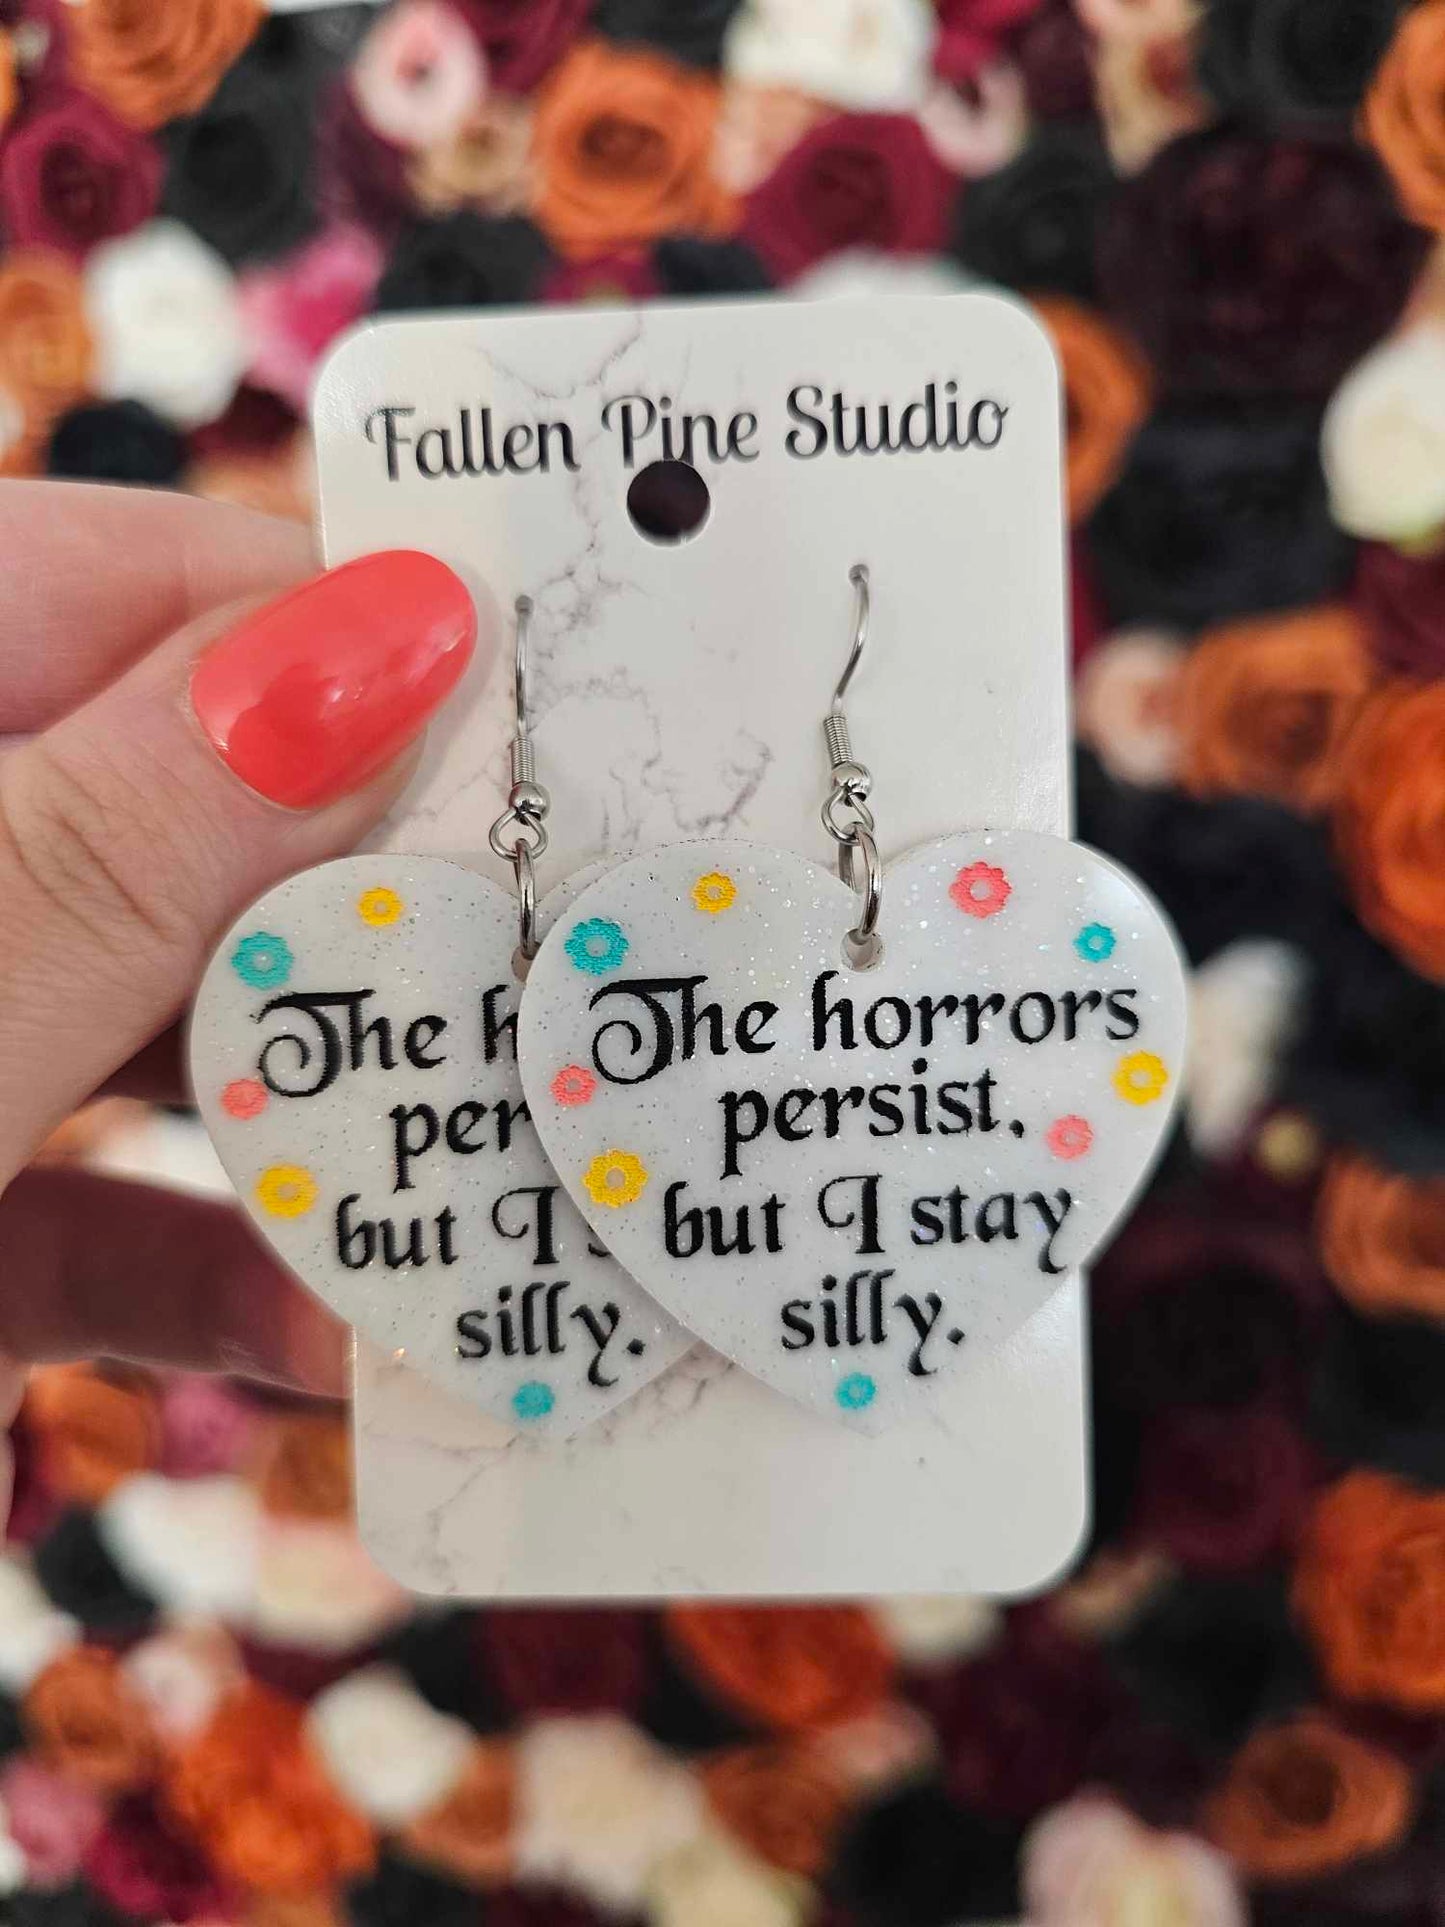 Fallen Pine Studio
The h
per
but I s
silly.
The horrors
persist,
but I stay
silly.